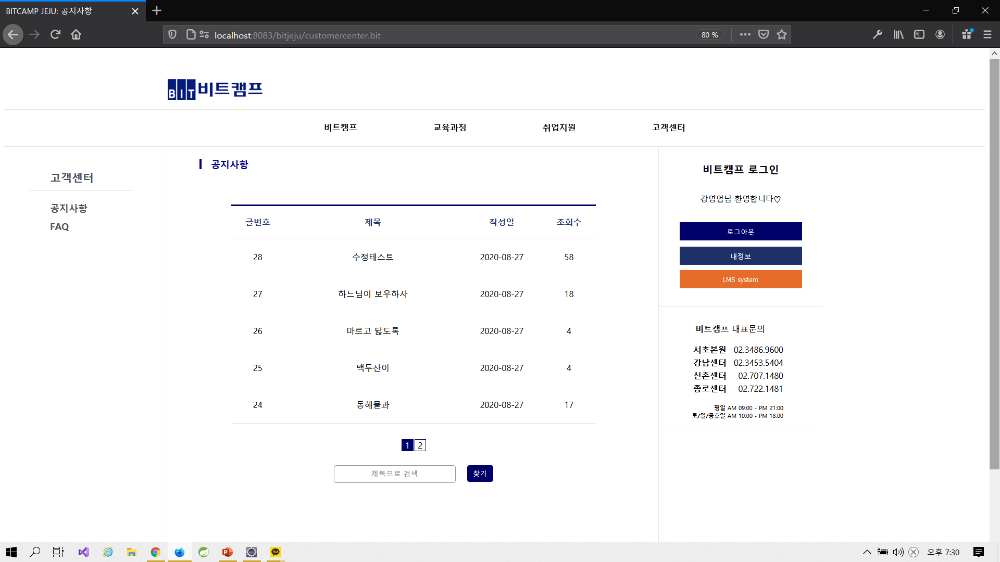 BITCAMP JEJU: 공지사항
localhost:8083/bitjeju/customercenter.bit
80 %
BIT 비트캠프
비트캠프 교육과정 취업지원 고객센터
고객센터
공지사항
FAQ
공지사항
글번호 제목 작성일 조회수
28 수정테스트 2020-08-27 58
27 하느님이 보우하사 2020-08-27 18
26 마르고 닳도록 2020-08-27 4
25 백두산이 2020-08-27 4
24 동해물과 2020-08-27 17
1 2
제목으로 검색 찾기
비트캠프 로그인
강영업님 환영합니다♡
로그아웃
내정보
LMS system
비트캠프 대표문의
서초본원 02.3486.9600
강남센터 02.3453.5404
신촌센터 02.707.1480
종로센터 02.722.1481
평일 AM 09:00 - PM 21:00
토/일/공휴일 AM 10:00 - PM 18:00
TALK
오후 7:30